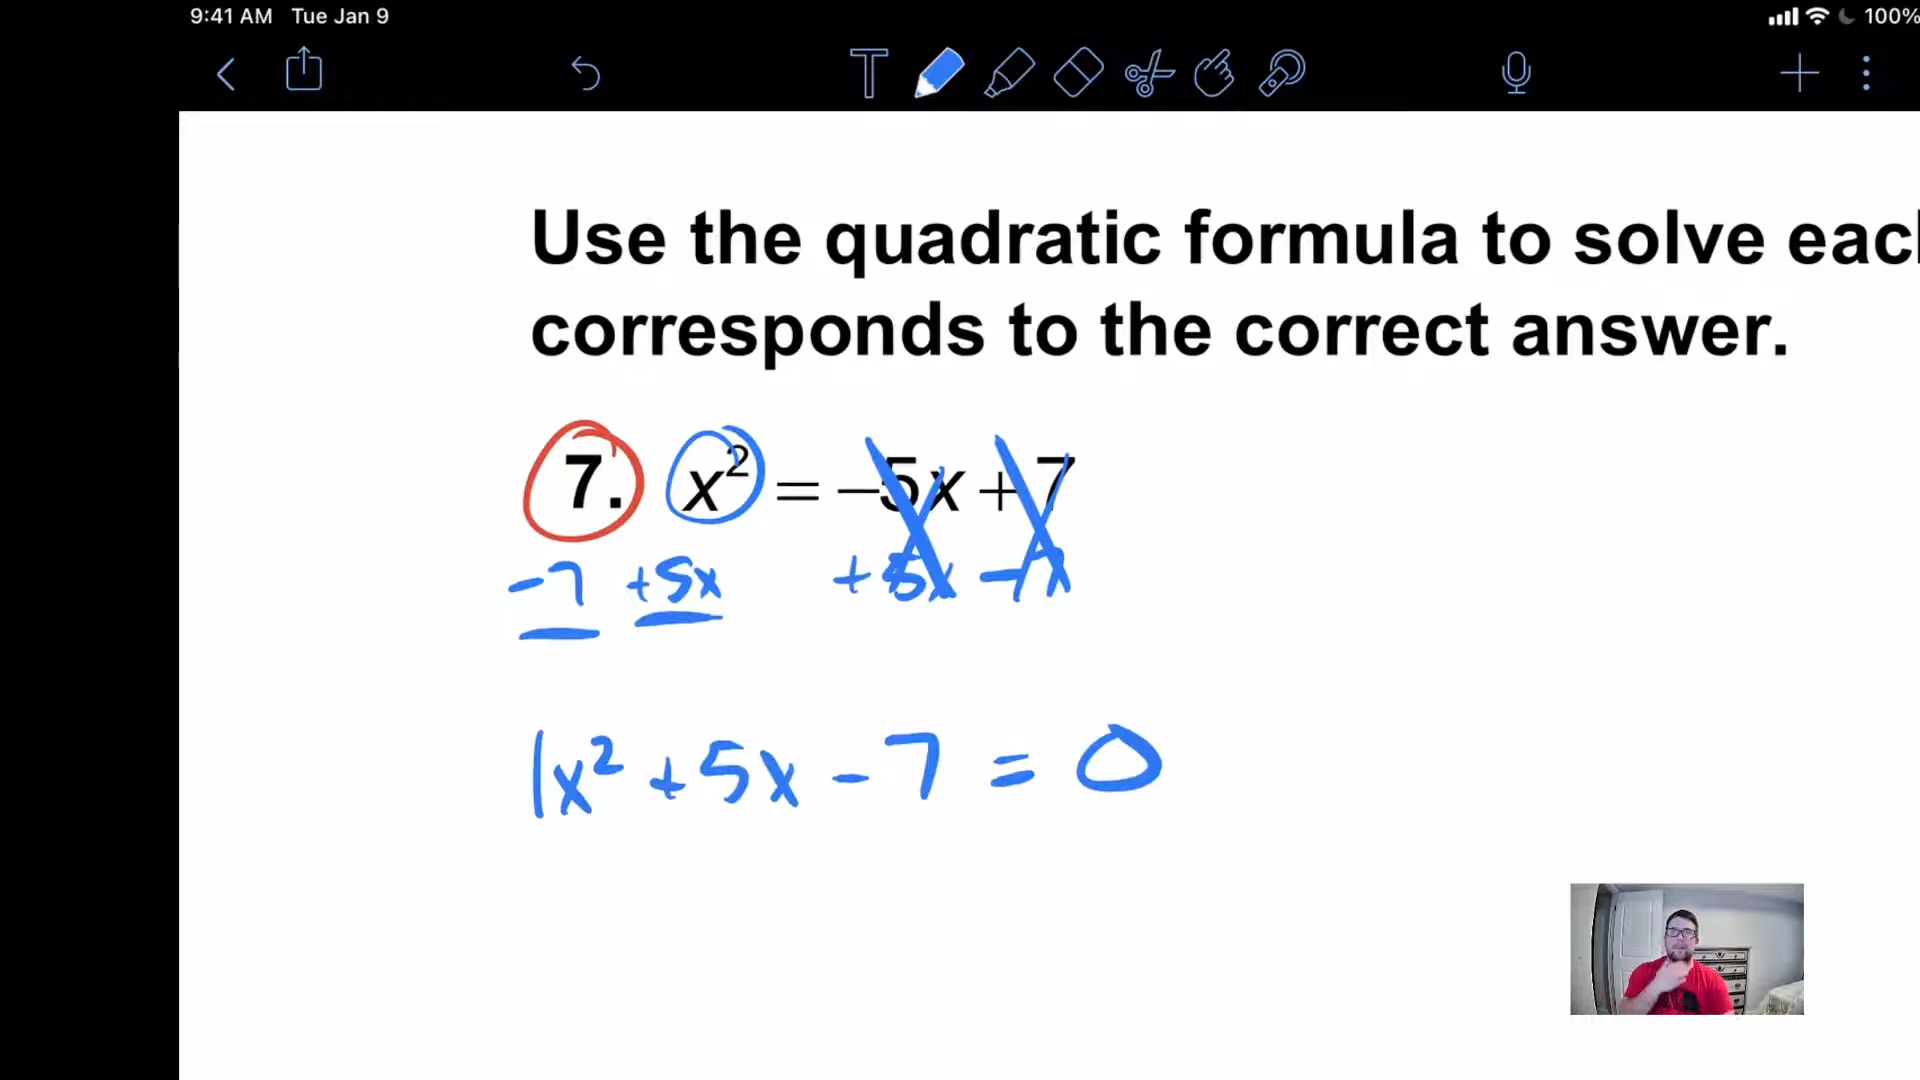 9:41 AM Tue Jan 9 100%
T
Use the quadratic formula to solve each
corresponds to the correct answer.
7. x² = −5x + 7
-7 +5x +5x -7
1x² + 5x - 7 = 0